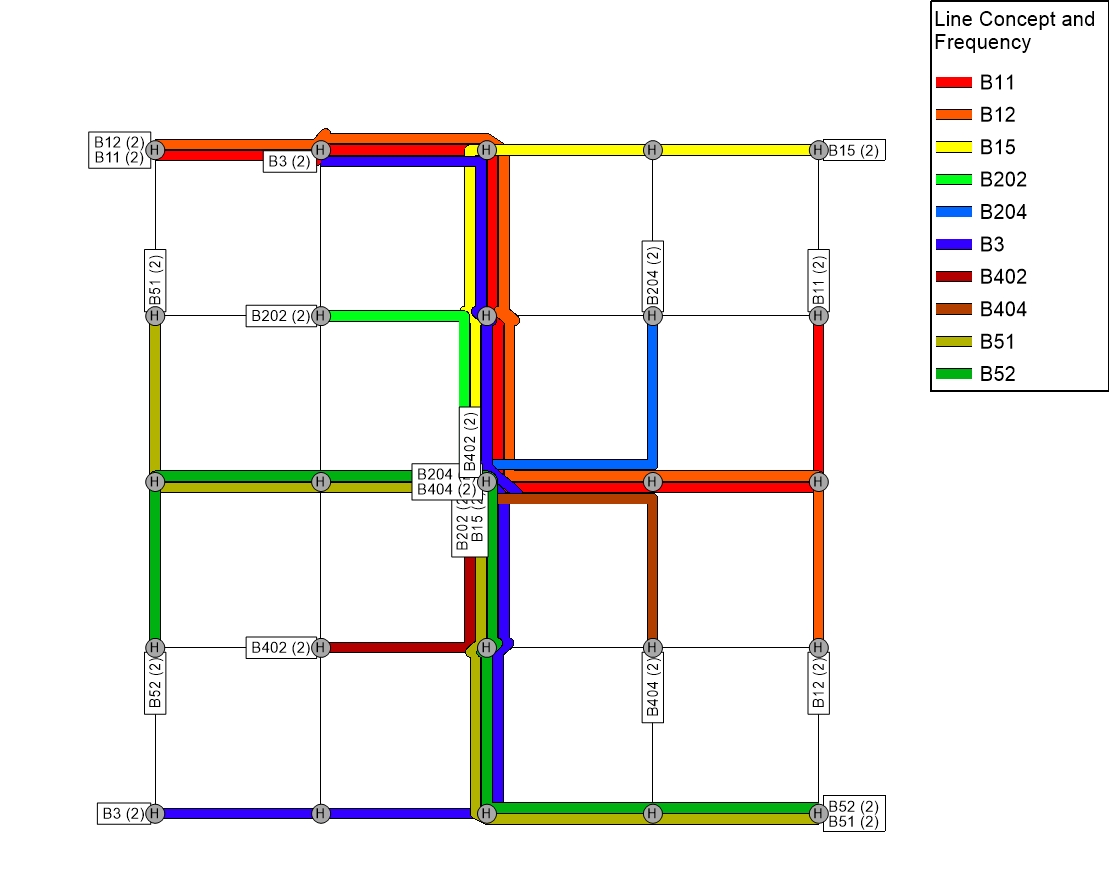 Line Concept and
Frequency
B11
B12
B15
B202
B204
B3
B402
B404
B51
B52
B12 (2)
B11 (2)
B3 (2)
H
H
H
H
H
B15 (2)
B51 (2)
B204 (2)
B11 (2)
B202 (2)
H
H
H
H
H
B402 (2)
B204
B404 (2)
H
H
H
H
H
B202 (2
B15 (2
B402 (2)
H
H
H
H
H
B52 (2)
B404 (2)
B12 (2)
B3 (2)
H
H
H
H
H
B52 (2)
B51 (2)